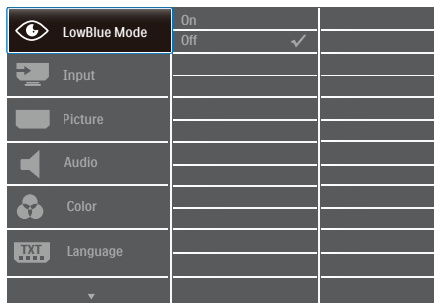 LowBlue Mode
On
Off
Input
Picture
Audio
Color
TXT
Language